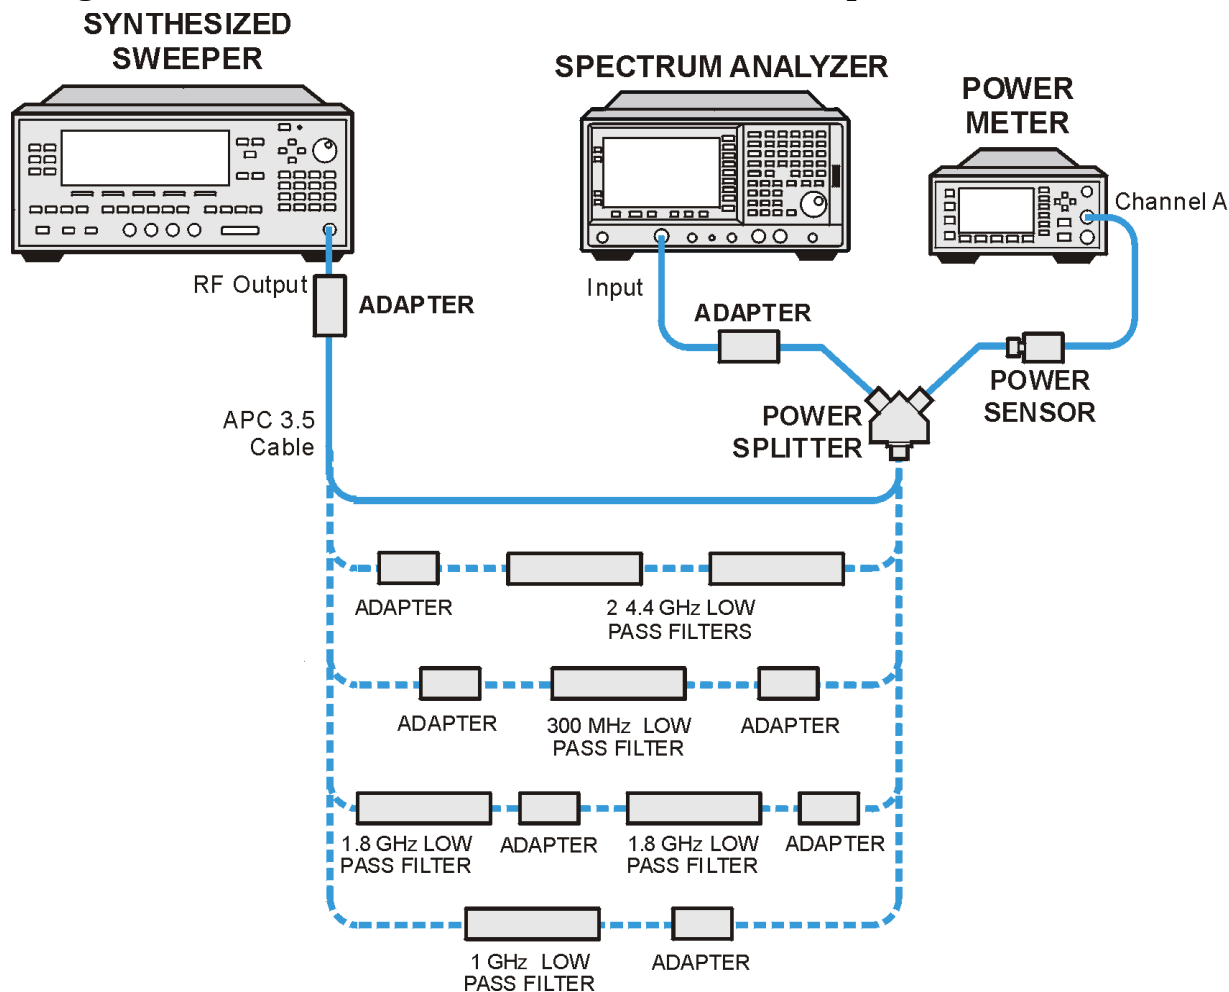 SYNTHESIZED
SWEEPER
SPECTRUM ANALYZER
POWER
METER
Channel A
RF Output
ADAPTER
Input
ADAPTER
POWER
SENSOR
APC 3.5
Cable
POWER
SPLITTER
ADAPTER
2 4.4 GHz LOW
PASS FILTERS
ADAPTER
300 MHz LOW
PASS FILTER
ADAPTER
1.8 GHz LOW
PASS FILTER
ADAPTER
1.8 GHz LOW
PASS FILTER
ADAPTER
1 GHz LOW
PASS FILTER
ADAPTER